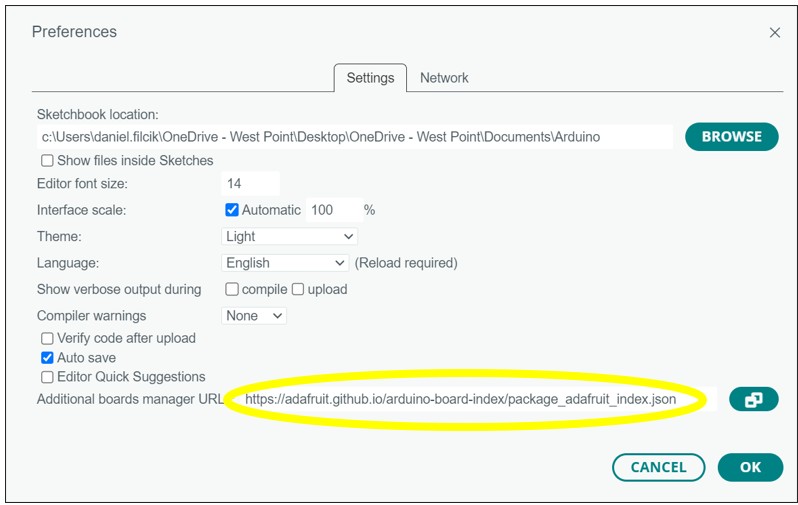 Preferences
Settings Network
Sketchbook location:
c:\Users\daniel.filcik\OneDrive - West Point\Desktop\OneDrive - West Point\Documents\Arduino BROWSE
Show files inside Sketches
Editor font size: 14
Interface scale: Automatic 100 %
Theme: Light
Language: English (Reload required)
Show verbose output during compile upload
Compiler warnings None
Verify code after upload
Auto save
Editor Quick Suggestions
Additional boards manager URL https://adafruit.github.io/arduino-board-index/package_adafruit_index.json
CANCEL OK